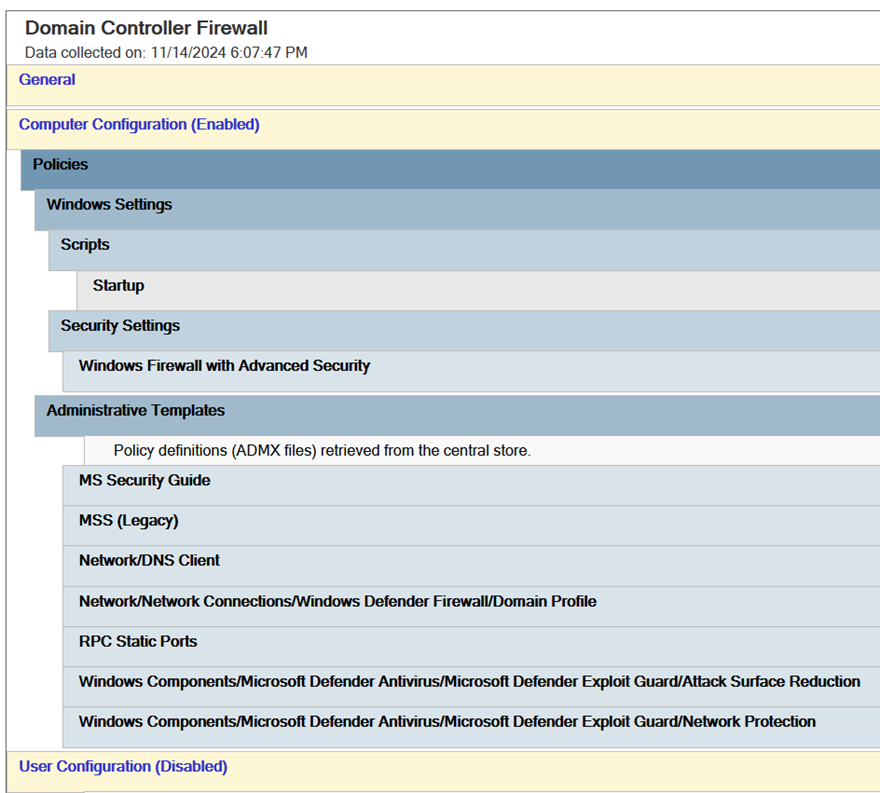 Domain Controller Firewall
Data collected on: 11/14/2024 6:07:47 PM
General
Computer Configuration (Enabled)
Policies
Windows Settings
Scripts
Startup
Security Settings
Windows Firewall with Advanced Security
Administrative Templates
Policy definitions (ADMX files) retrieved from the central store.
MS Security Guide
MSS (Legacy)
Network/DNS Client
Network/Network Connections/Windows Defender Firewall/Domain Profile
RPC Static Ports
Windows Components/Microsoft Defender Antivirus/Microsoft Defender Exploit Guard/Attack Surface Reduction
Windows Components/Microsoft Defender Antivirus/Microsoft Defender Exploit Guard/Network Protection
User Configuration (Disabled)